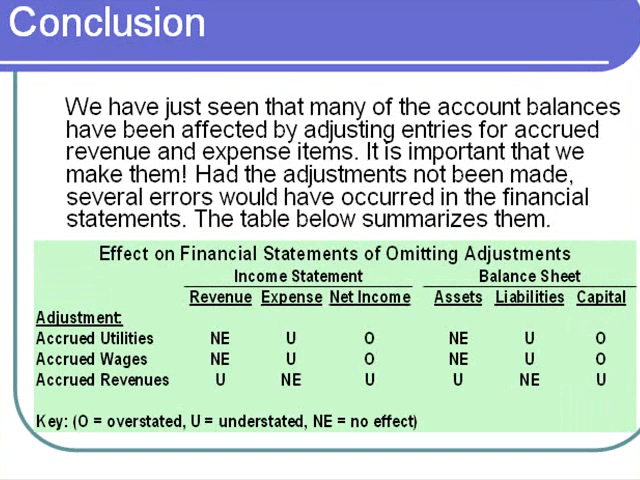 Conclusion
We have just seen that many of the account balances
have been affected by adjusting entries for accrued
revenue and expense items. It is important that we
make them! Had the adjustments not been made,
several errors would have occurred in the financial
statements. The table below summarizes them.
Effect on Financial Statements of Omitting Adjustments
Income Statement Balance Sheet
Revenue Expense Net Income Assets Liabilities Capital
Adjustment:
Accrued Utilities NE U O NE U O
Accrued Wages NE U O NE U O
Accrued Revenues U NE U U NE U
Key: (O = overstated, U = understated, NE = no effect)